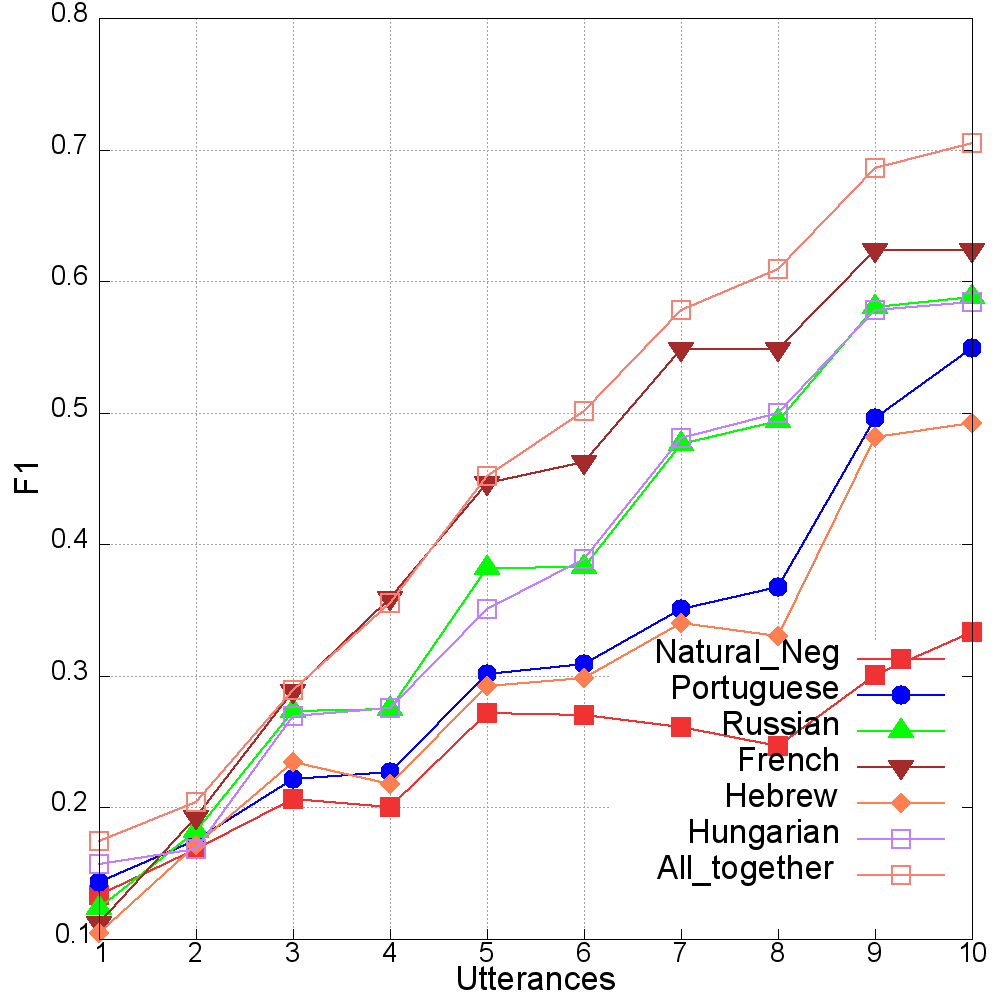 0.8
0.7
0.6
0.5
0.4
0.3
0.2
0.1
F1
Natural_Neg
Portuguese
Russian
French
Hebrew
Hungarian
All_together
1 2 3 4 5 6 7 8 9 10
Utterances